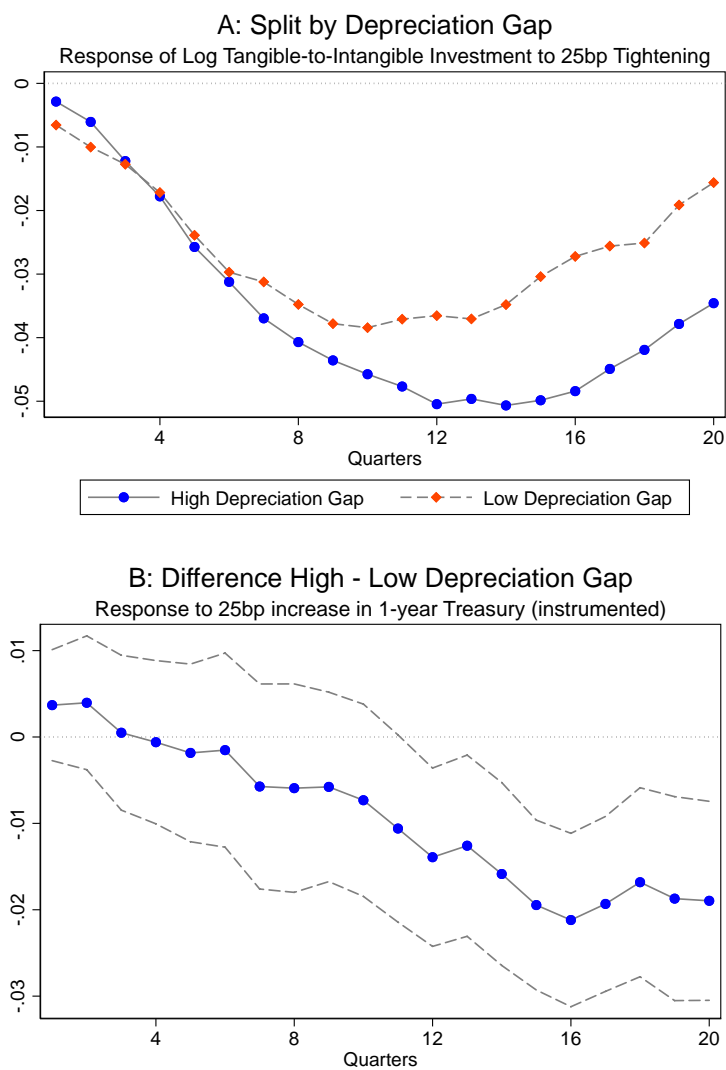 A: Split by Depreciation Gap
Response of Log Tangible-to-Intangible Investment to 25bp Tightening
0
-.01
-.02
-.03
-.04
-.05
4 8 12 16 20
Quarters
High Depreciation Gap Low Depreciation Gap
B: Difference High - Low Depreciation Gap
Response to 25bp increase in 1-year Treasury (instrumented)
.01
0
-.01
-.02
-.03
4 8 12 16 20
Quarters